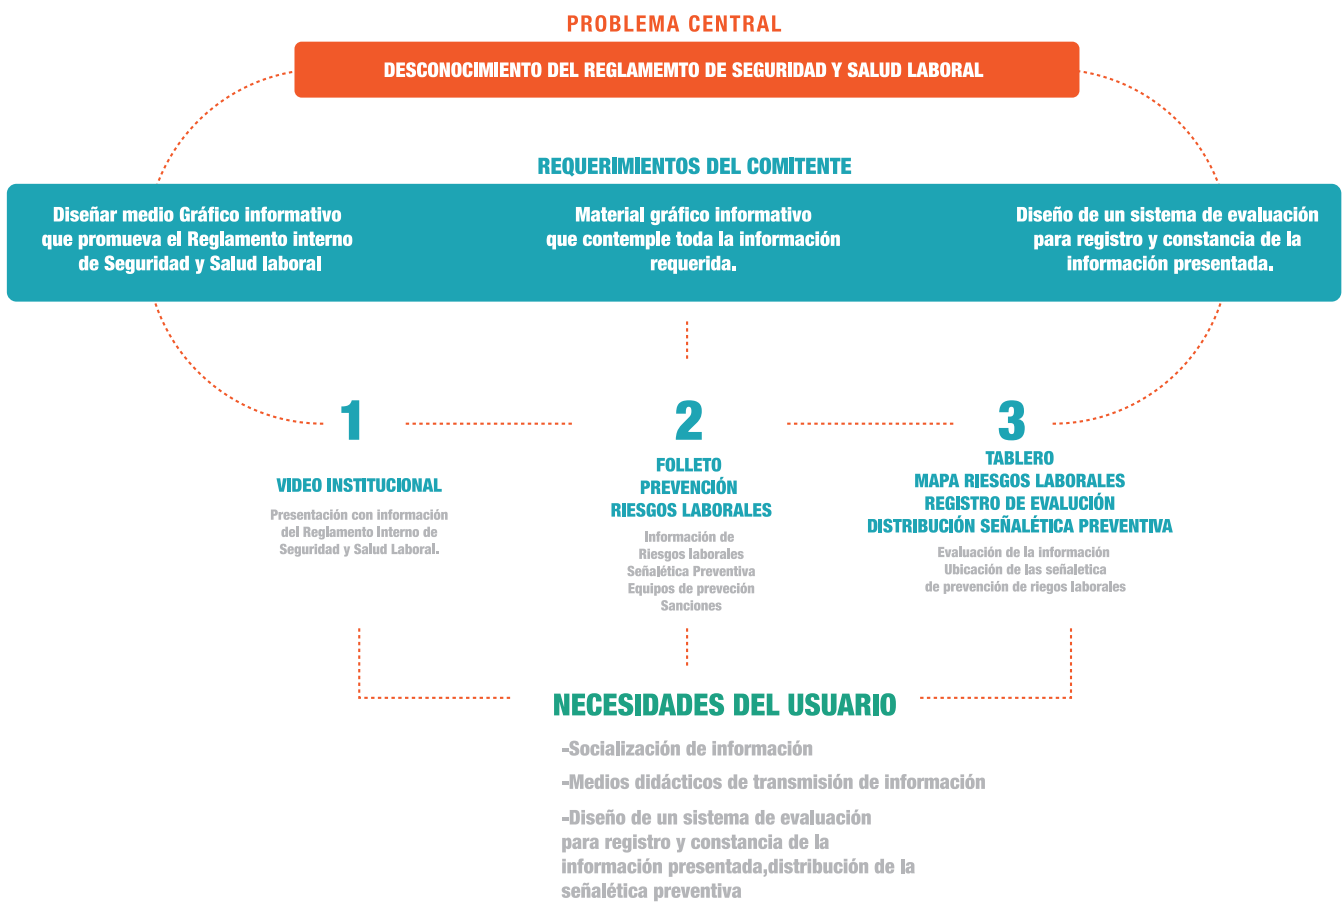 PROBLEMA CENTRAL
DESCONOCIMIENTO DEL REGLAMEMTO DE SEGURIDAD Y SALUD LABORAL
REQUERIMIENTOS DEL COMITENTE
Diseñar medio Gráfico informativo
que promueva el Reglamento interno
de Seguridad y Salud laboral
Material gráfico informativo
que contemple toda la información
requerida.
Diseño de un sistema de evaluación
para registro y constancia de la
información presentada.
1
VIDEO INSTITUCIONAL
Presentación con información
del Reglamento Interno de
Seguridad y Salud Laboral.
2
FOLLETO
PREVENCIÓN
RIESGOS LABORALES
Información de
Riesgos laborales
Señalética Preventiva
Equipos de preveción
Sanciones
3
TABLERO
MAPA RIESGOS LABORALES
REGISTRO DE EVALUCIÓN
DISTRIBUCIÓN SEÑALÉTICA PREVENTIVA
Evaluación de la información
Ubicación de las señaletica
de prevención de riegos laborales
NECESIDADES DEL USUARIO
-Socialización de información
-Medios didácticos de transmisión de información
-Diseño de un sistema de evaluación
para registro y constancia de la
información presentada,distribución de la
señalética preventiva